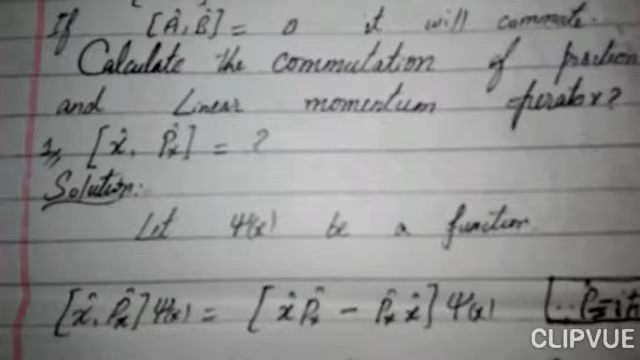 If [Â, B̂] = 0 it will commute.
Calculate the commutation of
and Linear momentum operator?
1, [x̂, P̂x] = ?
Solution:
Let Ψ(x) be a function
[x̂, P̂x] Ψ(x) = [x̂ P̂x - P̂x x̂] Ψ(x)
CLIPVUE